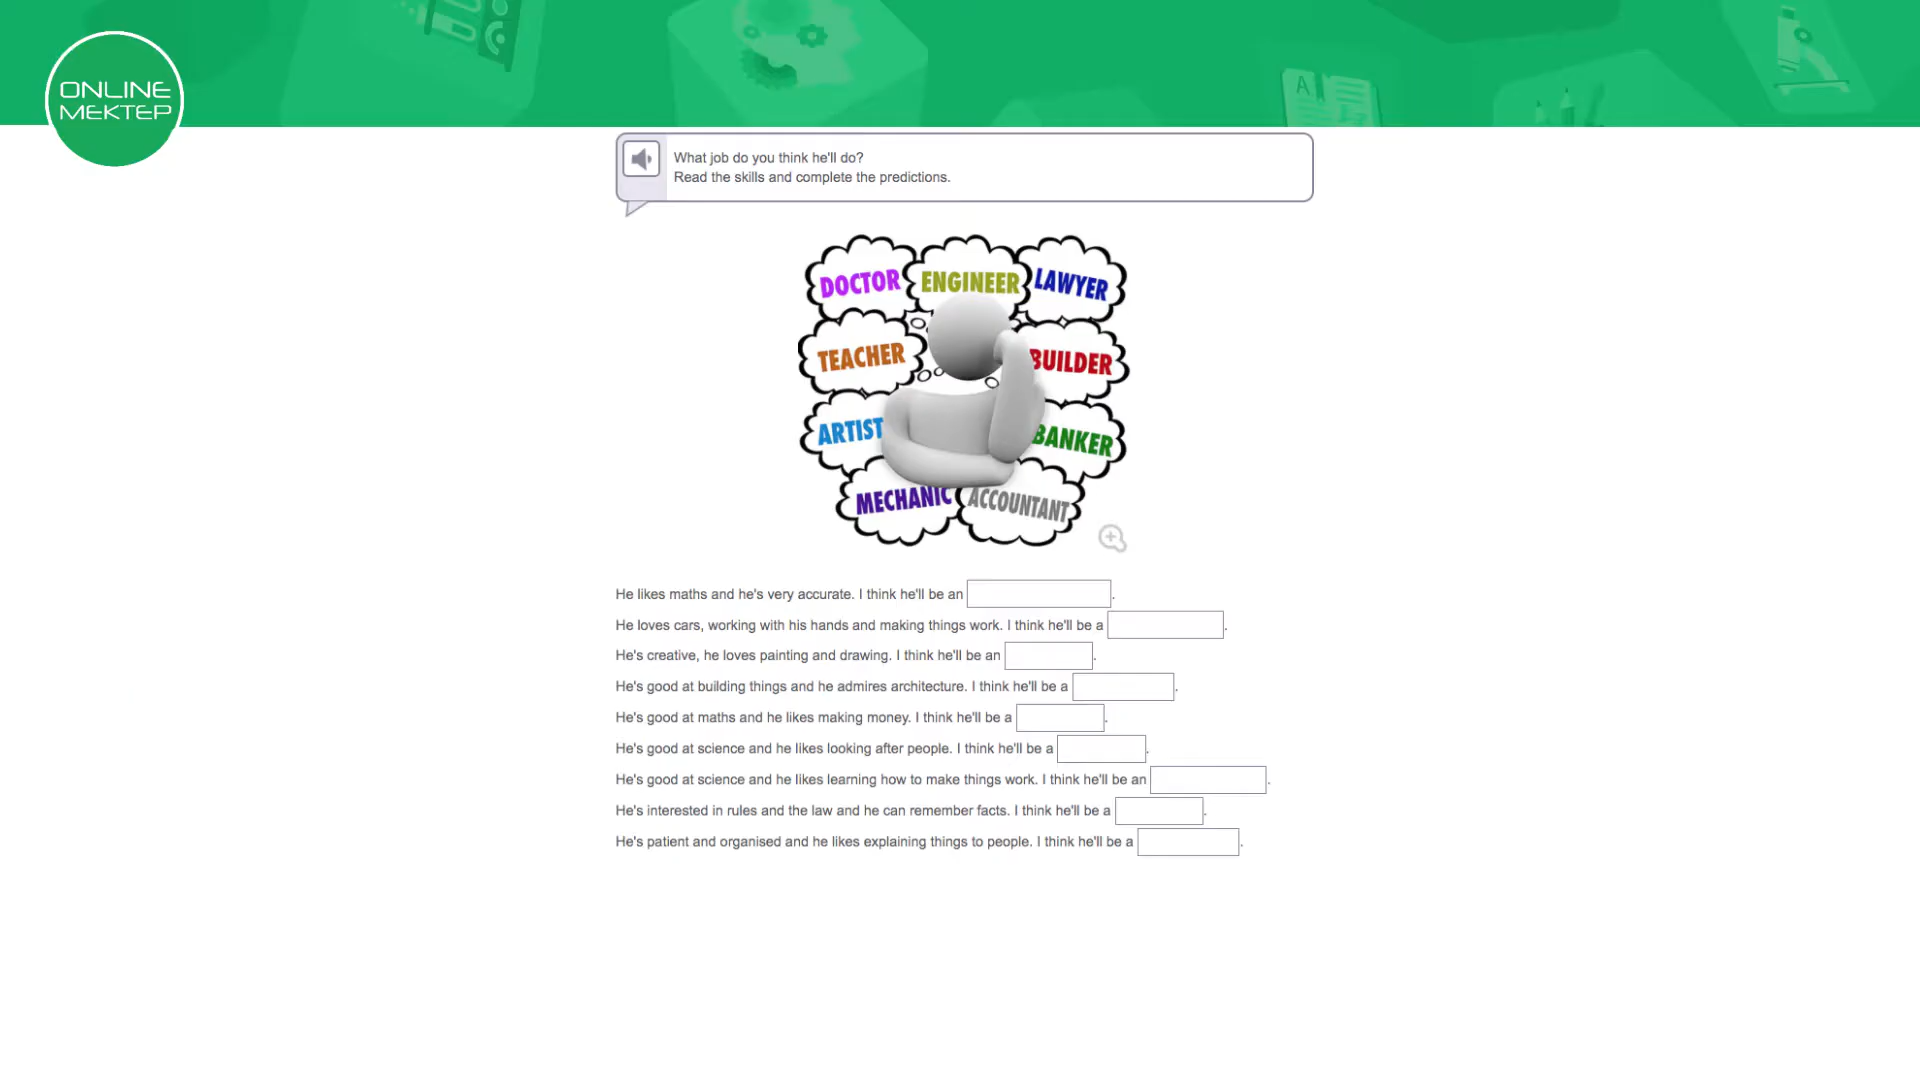 ONLINE
MEKTEP
A
What job do you think he'll do?
Read the skills and complete the predictions.
DOCTOR
ENGINEER
LAWYER
TEACHER
BUILDER
ARTIST
BANKER
MECHANIC
ACCOUNTANT
He likes maths and he's very accurate. I think he'll be an .
He loves cars, working with his hands and making things work. I think he'll be a .
He's creative, he loves painting and drawing. I think he'll be an .
He's good at building things and he admires architecture. I think he'll be a .
He's good at maths and he likes making money. I think he'll be a .
He's good at science and he likes looking after people. I think he'll be a .
He's good at science and he likes learning how to make things work. I think he'll be an .
He's interested in rules and the law and he can remember facts. I think he'll be a .
He's patient and organised and he likes explaining things to people. I think he'll be a .